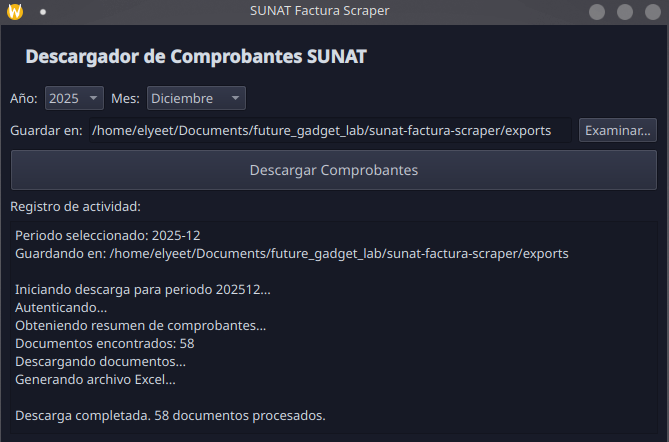 SUNAT Factura Scraper
Descargador de Comprobantes SUNAT
Año: 2025 Mes: Diciembre
Guardar en: /home/elyeet/Documents/future_gadget_lab/sunat-factura-scraper/exports Examinar...
Descargar Comprobantes
Registro de actividad:
Periodo seleccionado: 2025-12
Guardando en: /home/elyeet/Documents/future_gadget_lab/sunat-factura-scraper/exports
Iniciando descarga para periodo 202512...
Autenticando...
Obteniendo resumen de comprobantes...
Documentos encontrados: 58
Descargando documentos...
Generando archivo Excel...
Descarga completada. 58 documentos procesados.